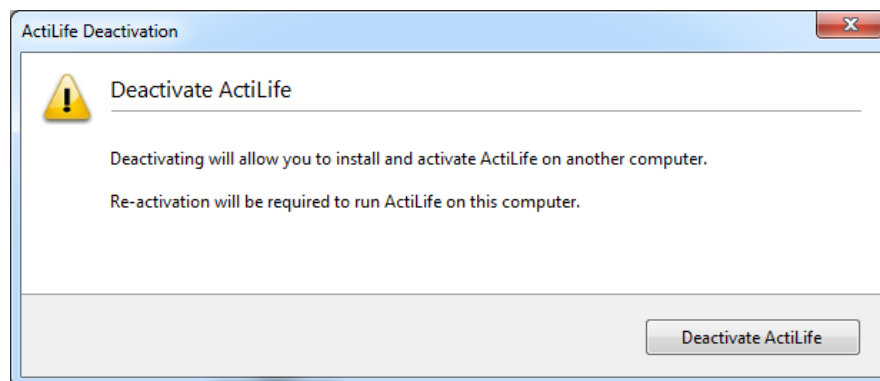 ActiLife Deactivation
Deactivate ActiLife
Deactivating will allow you to install and activate ActiLife on another computer.
Re-activation will be required to run ActiLife on this computer.
Deactivate ActiLife